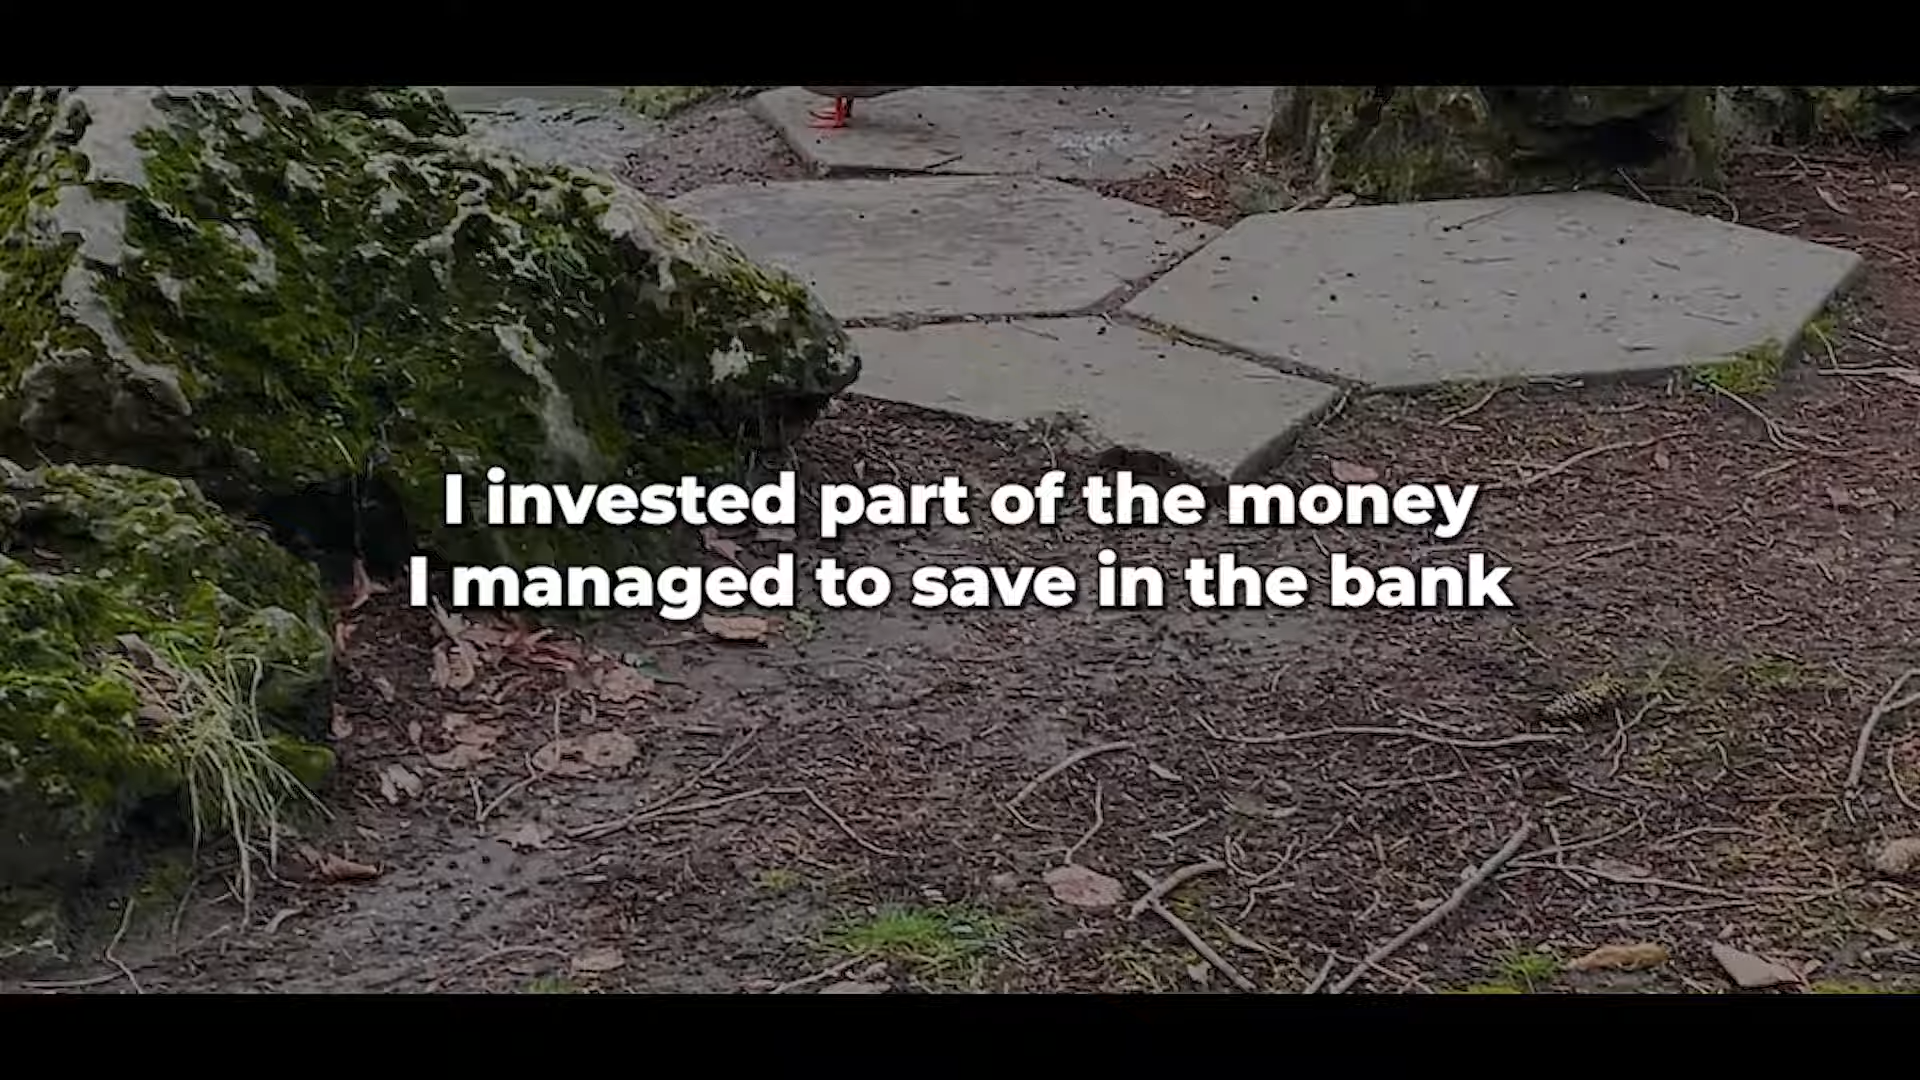 I invested part of the money
I managed to save in the bank